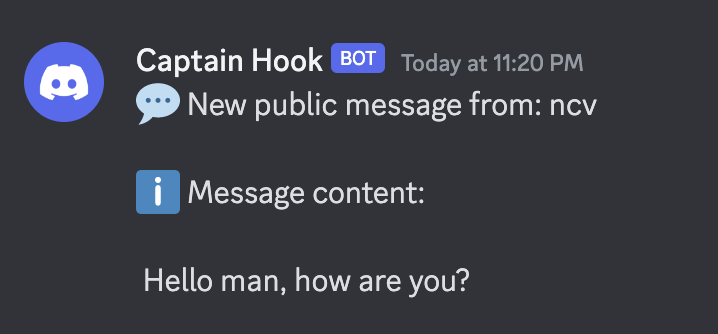 Captain Hook BOT Today at 11:20 PM
💬 New public message from: ncv
ℹ️ Message content:
Hello man, how are you?